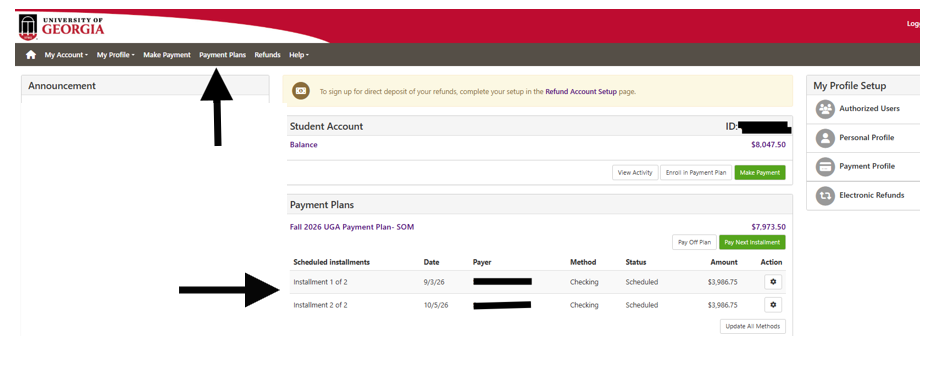 UNIVERSITY OF
GEORGIA
My Account My Profile Make Payment Payment Plans Refunds Help
Announcement
To sign up for direct deposit of your refunds, complete your setup in the Refund Account Setup page.
Student Account ID:
Balance $8,047.50
View Activity Enroll in Payment Plan Make Payment
Payment Plans
Fall 2026 UGA Payment Plan- SOM $7,973.50
Pay Off Plan Pay Next Installment
Scheduled installments Date Payer Method Status Amount Action
Installment 1 of 2 9/3/26 Checking Scheduled $3,986.75
Installment 2 of 2 10/5/26 Checking Scheduled $3,986.75
Update All Methods
My Profile Setup
Authorized Users
Personal Profile
Payment Profile
Electronic Refunds